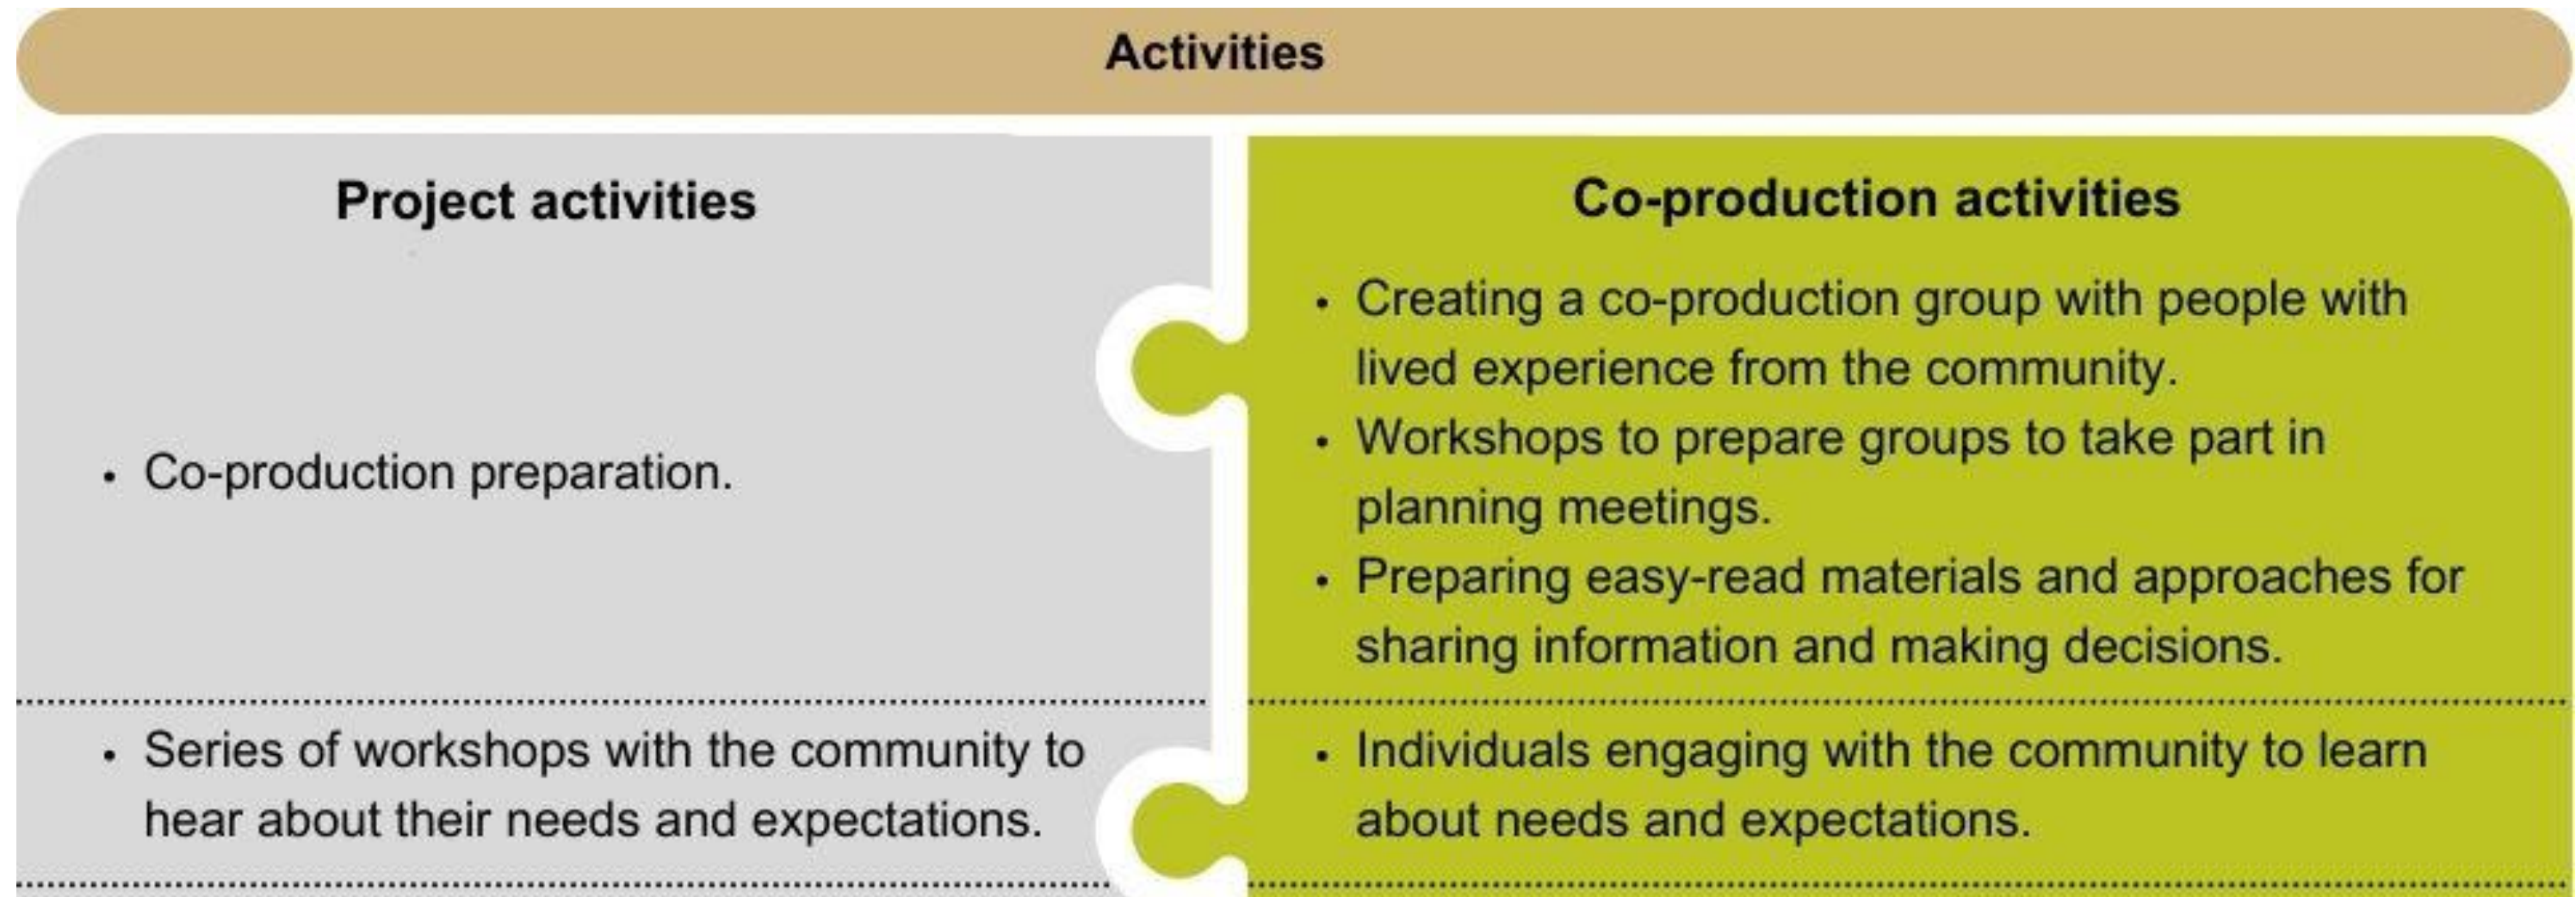 Activities
Project activities
• Co-production preparation.
Co-production activities
• Creating a co-production group with people with
lived experience from the community.
• Workshops to prepare groups to take part in
planning meetings.
• Preparing easy-read materials and approaches for
sharing information and making decisions.
• Series of workshops with the community to
hear about their needs and expectations.
• Individuals engaging with the community to learn
about needs and expectations.